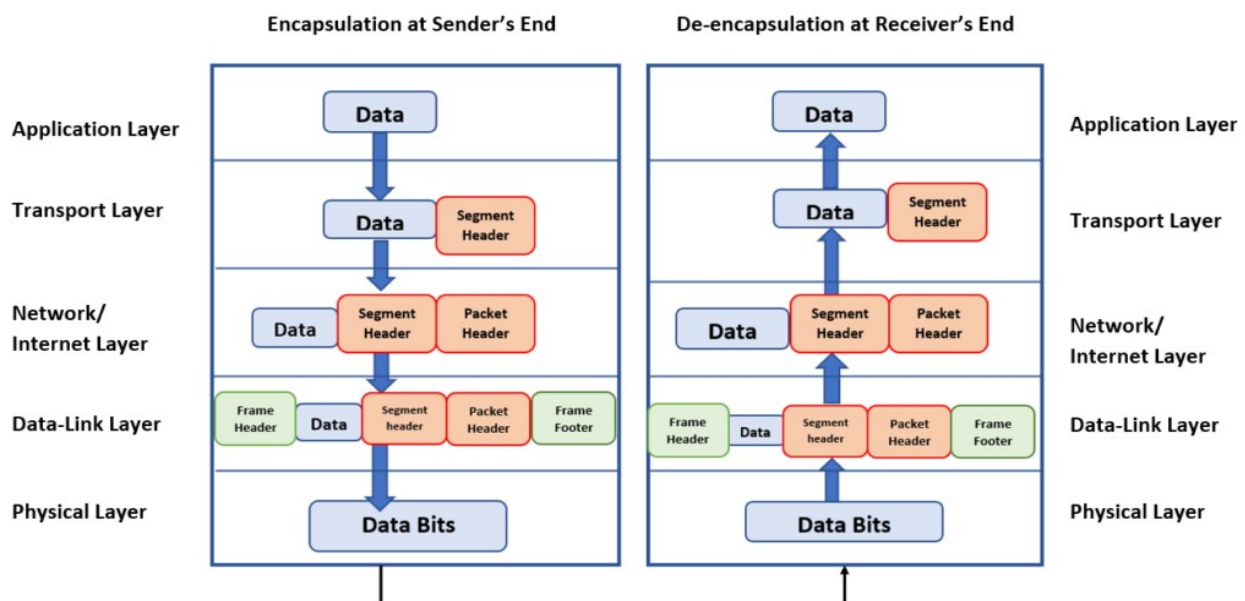 Encapsulation at Sender's End
De-encapsulation at Receiver's End
Application Layer
Data
Data
Application Layer
Transport Layer
Data
Segment
Header
Data
Segment
Header
Transport Layer
Network/
Internet Layer
Data
Segment
Header
Packet
Header
Data
Segment
Header
Packet
Header
Network/
Internet Layer
Data-Link Layer
Frame
Header
Data
Segment
header
Packet
Header
Frame
Footer
Frame
Header
Data
Segment
header
Packet
Header
Frame
Footer
Data-Link Layer
Physical Layer
Data Bits
Data Bits
Physical Layer